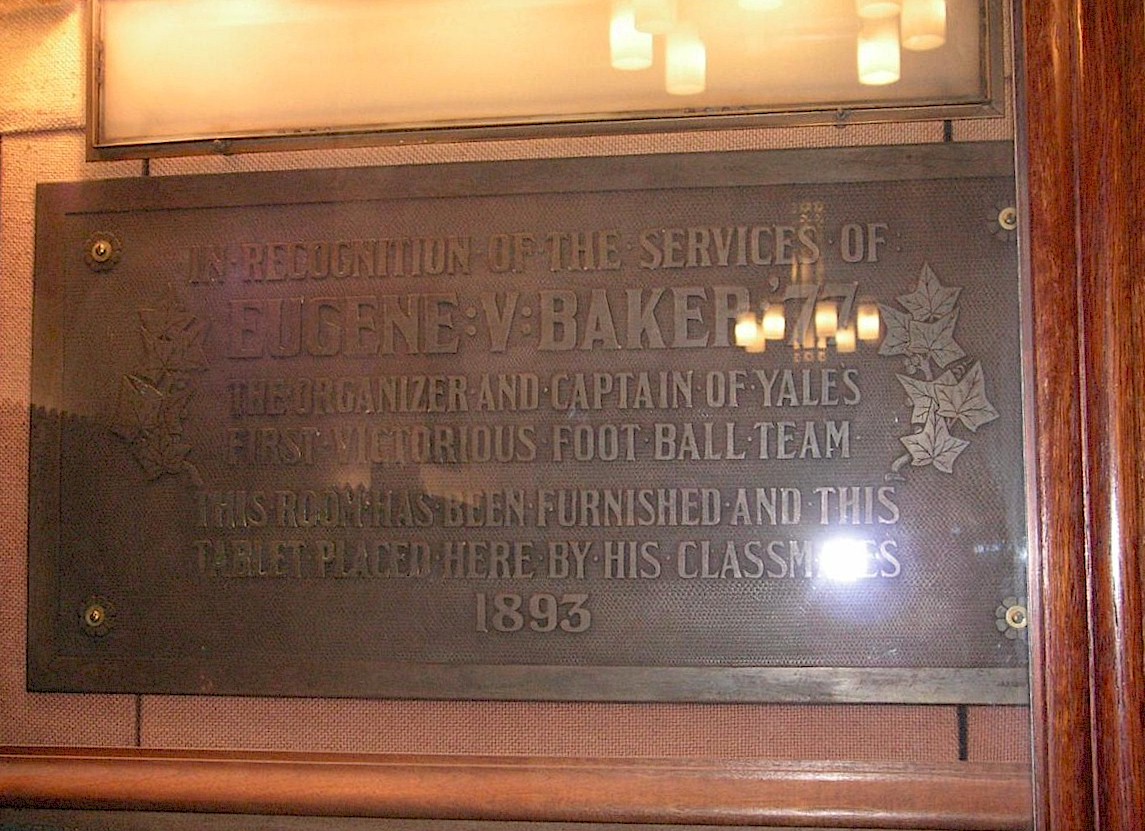 IN·RECOGNITION·OF·THE·SERVICES·OF·
EUGENE:V:BAKER '77
THE·ORGANIZER·AND·CAPTAIN·OF·YALE'S
FIRST·VICTORIOUS·FOOT·BALL·TEAM·
THIS·ROOM·HAS·BEEN·FURNISHED·AND·THIS
TABLET·PLACED·HERE·BY·HIS·CLASSMATES
1893